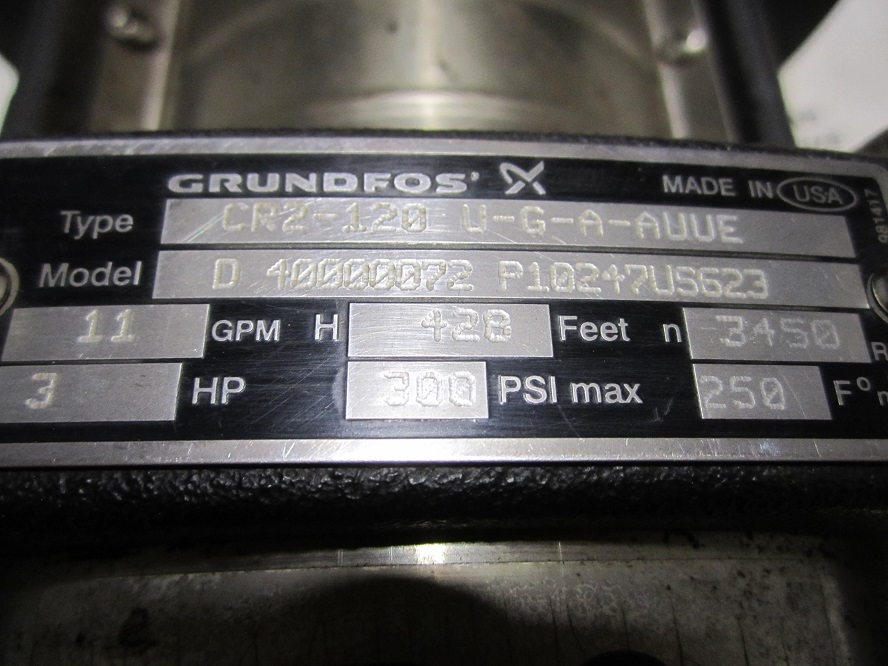 GRUNDFOS' MADE IN USA
Type CR2-120 U-G-A-AUUE
Model D 40000072 P10247US623
11 GPM H 428 Feet n 3450 R
3 HP 300 PSI max 250 F°
981417